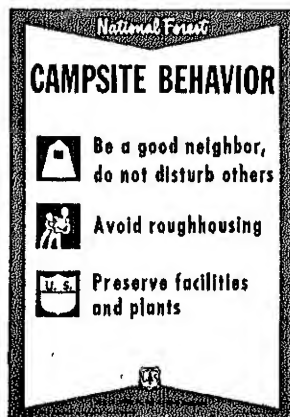 National Forest
CAMPSITE BEHAVIOR
Be a good neighbor,
do not disturb others
Avoid roughhousing
U.S.
Preserve facilities
and plants